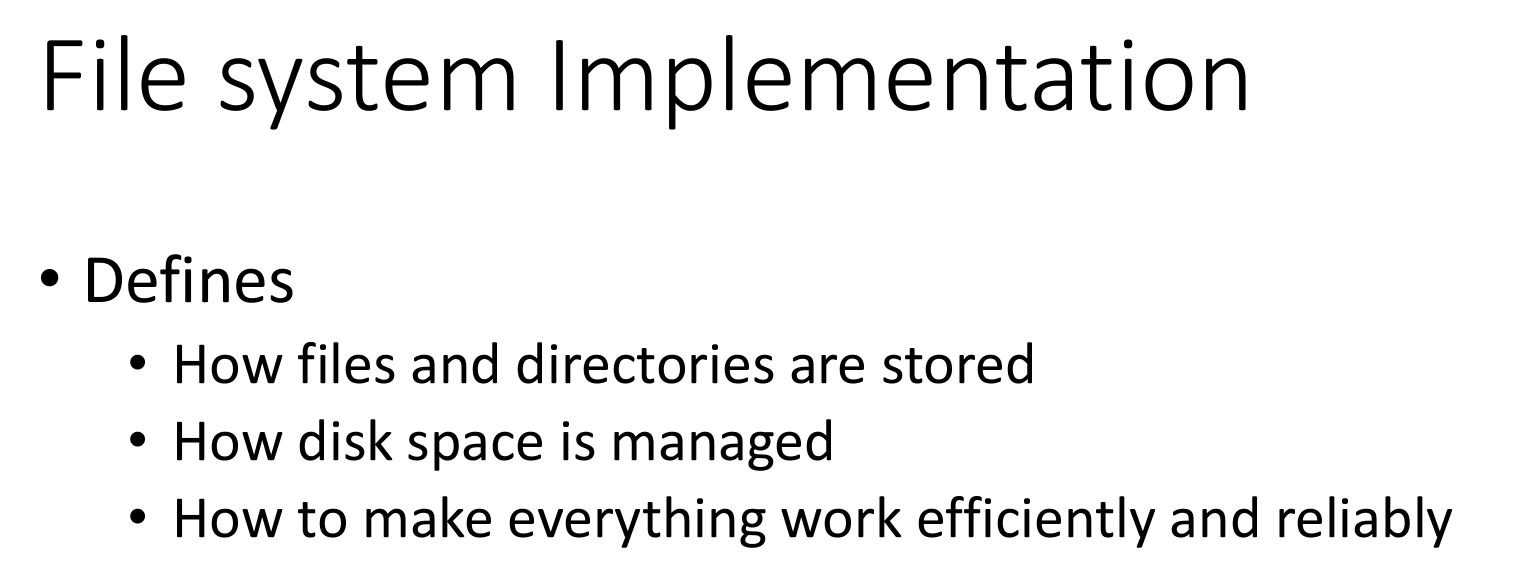 File system Implementation
• Defines
• How files and directories are stored
• How disk space is managed
• How to make everything work efficiently and reliably